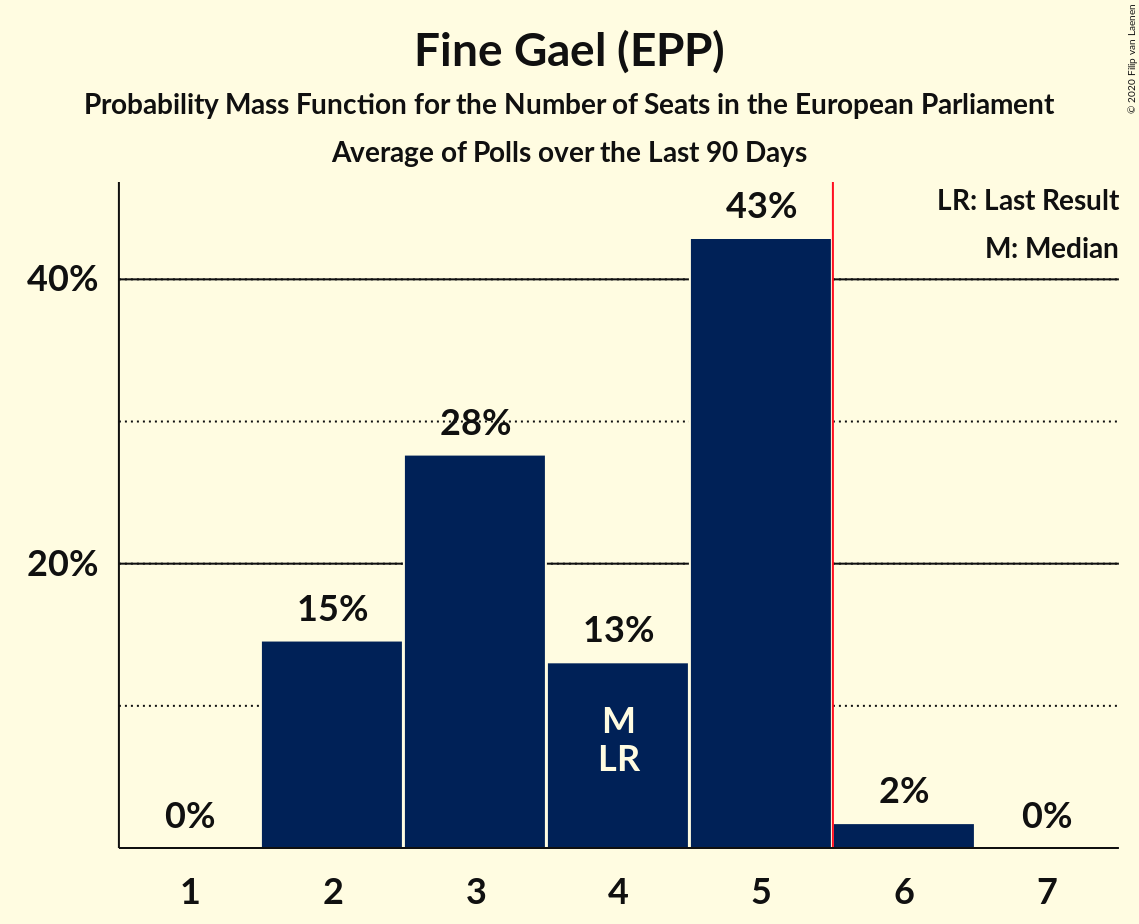 Fine Gael (EPP)
Probability Mass Function for the Number of Seats in the European Parliament
Average of Polls over the Last 90 Days
© 2020 Filip van Laenen
LR: Last Result
M: Median
40%
20%
0%
15%
28%
13%
43%
2%
0%
M
LR
1
2
3
4
5
6
7